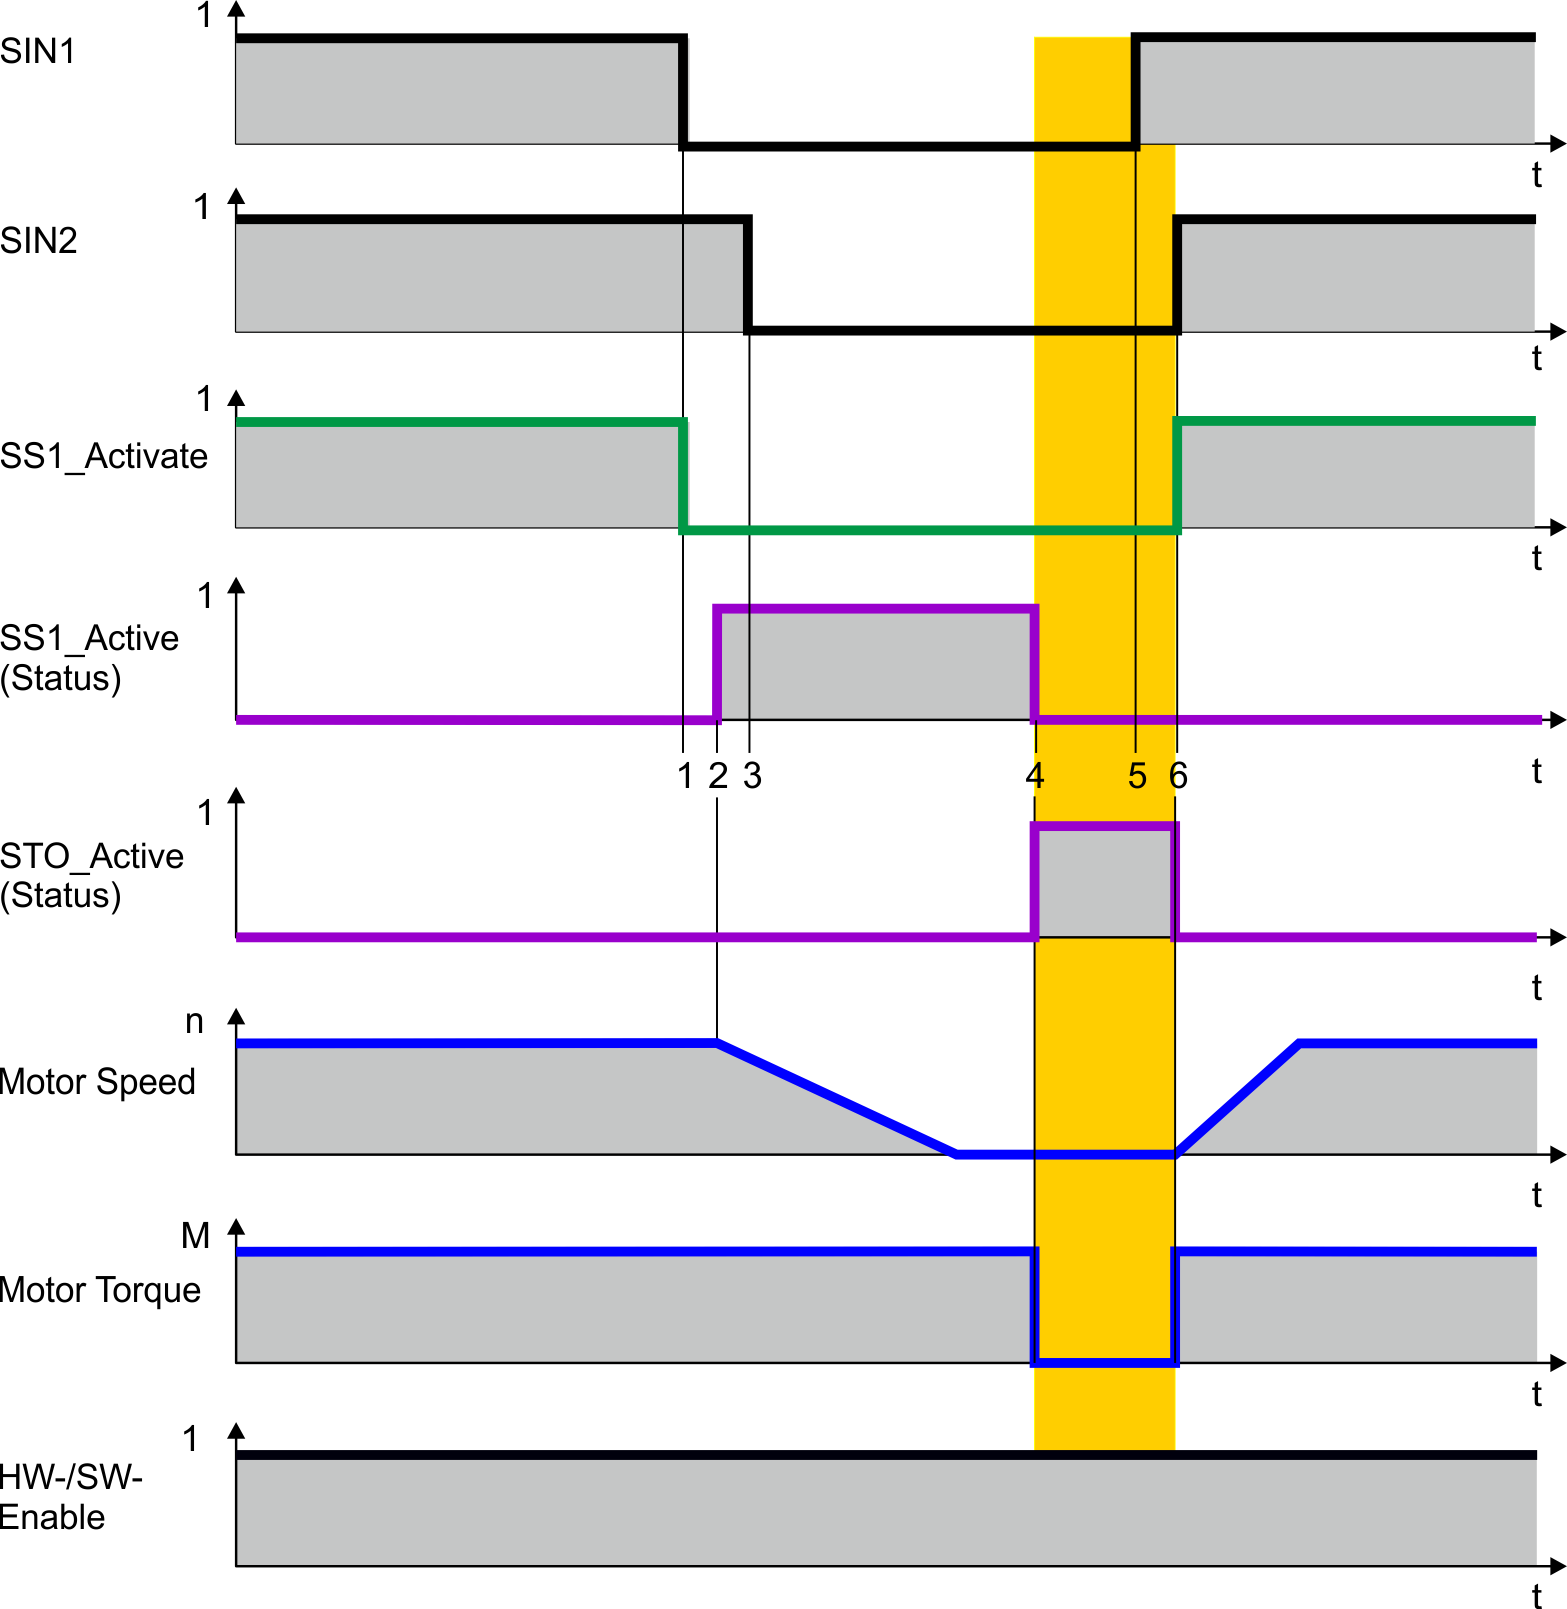 1
SIN1
t
1
SIN2
t
1
SS1_Activate
t
1
SS1_Active
(Status)
1 2 3 4 5 6 t
1
STO_Active
(Status)
t
n
Motor Speed
t
M
Motor Torque
t
1
HW-/SW-
Enable
t